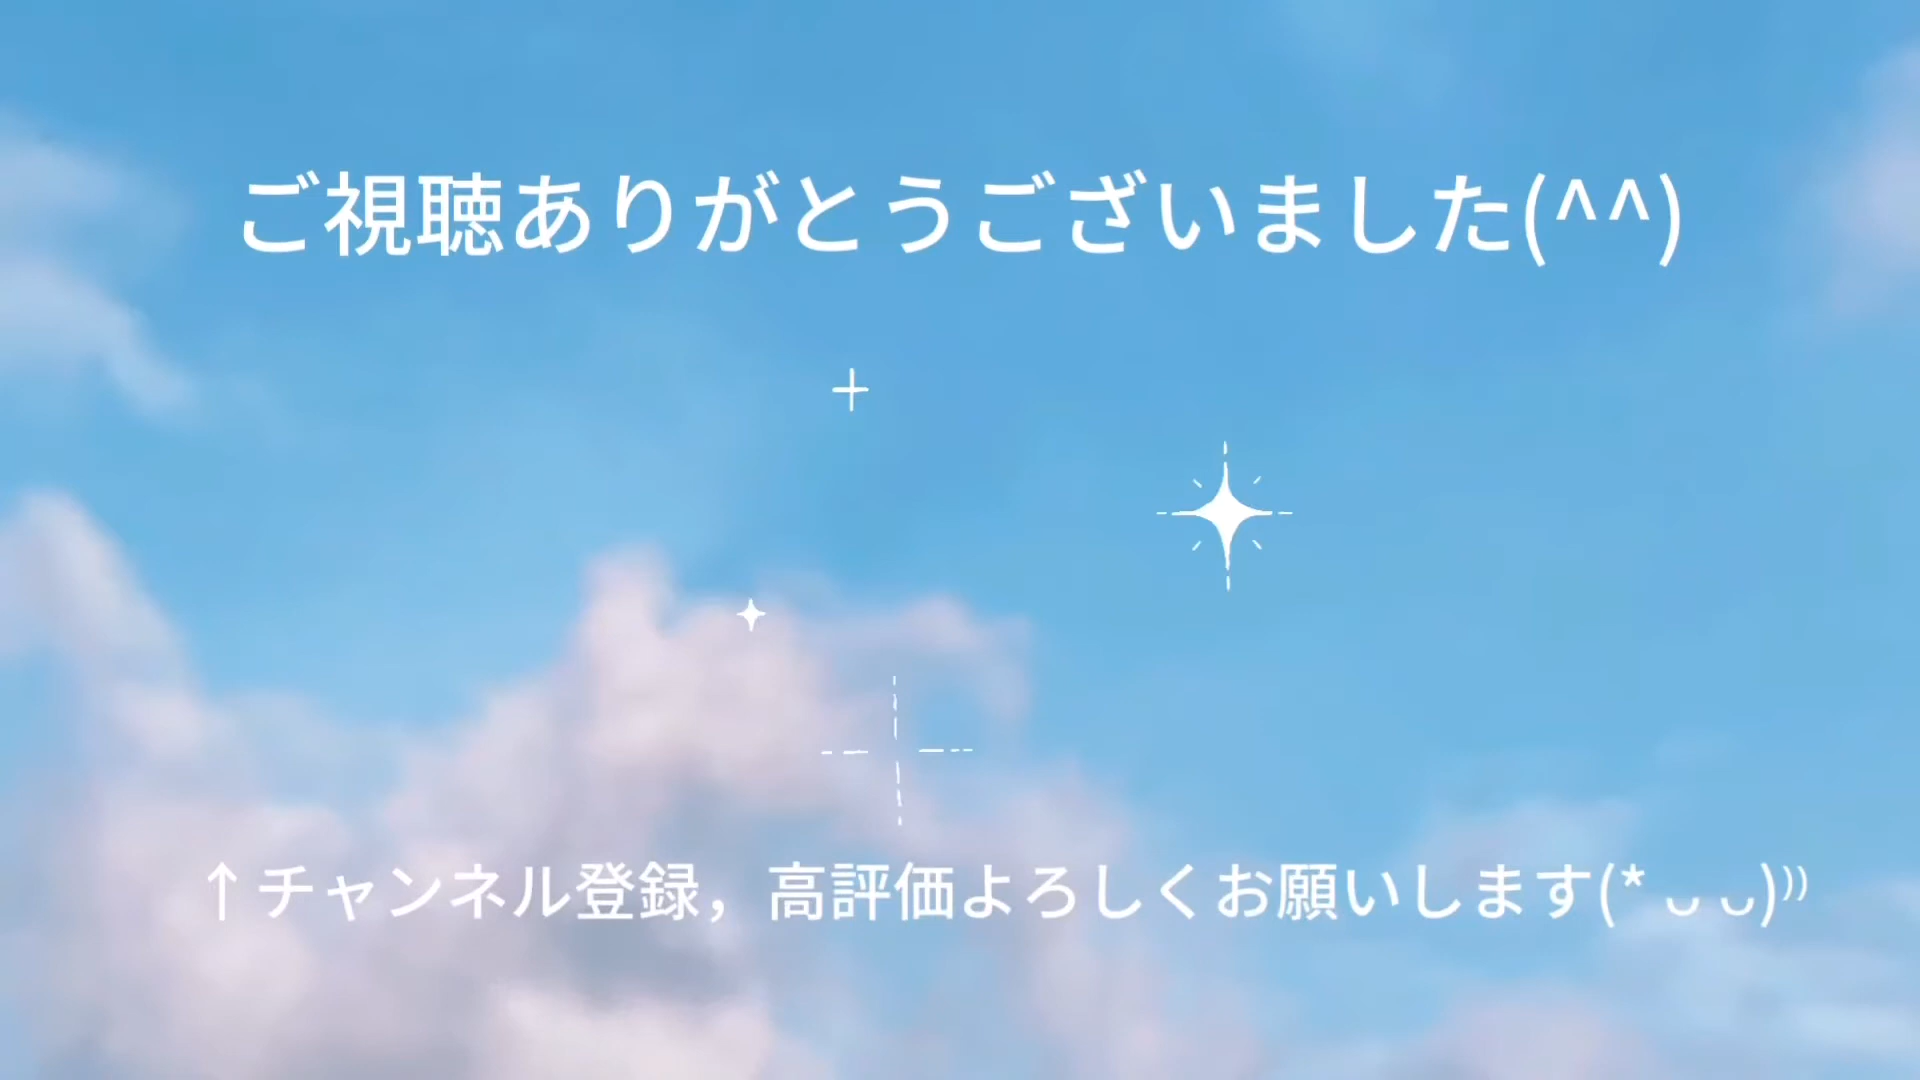 ご視聴ありがとうございました(^^)
↑チャンネル登録，高評価よろしくお願いします(* ᴗ ᴗ)⁾⁾